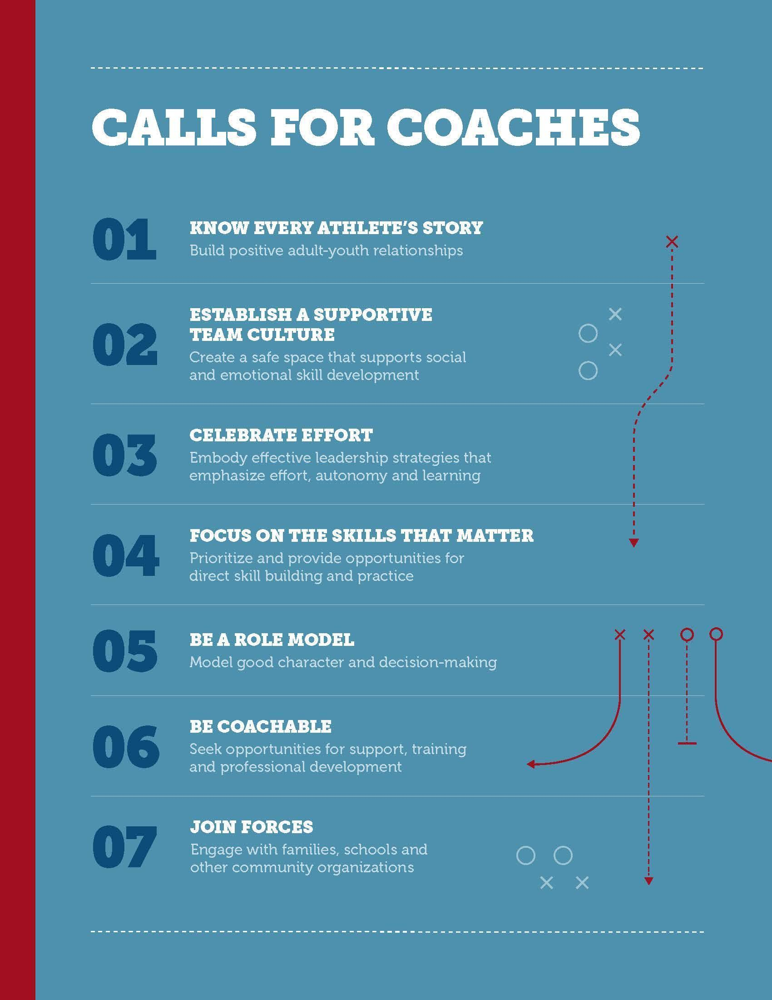 CALLS FOR COACHES
01
KNOW EVERY ATHLETE’S STORY
Build positive adult-youth relationships
02
ESTABLISH A SUPPORTIVE
TEAM CULTURE
Create a safe space that supports social
and emotional skill development
03
CELEBRATE EFFORT
Embody effective leadership strategies that
emphasize effort, autonomy and learning
04
FOCUS ON THE SKILLS THAT MATTER
Prioritize and provide opportunities for
direct skill building and practice
05
BE A ROLE MODEL
Model good character and decision-making
06
BE COACHABLE
Seek opportunities for support, training
and professional development
07
JOIN FORCES
Engage with families, schools and
other community organizations